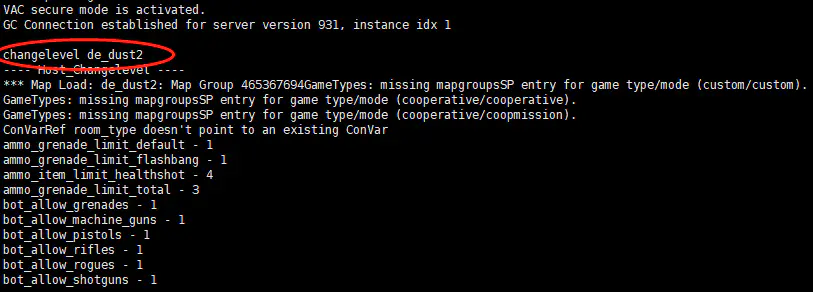 VAC secure mode is activated.
GC Connection established for server version 931, instance idx 1
changelevel de_dust2
---- Host_Changelevel ----
*** Map Load: de_dust2: Map Group 465367694GameTypes: missing mapgroupsSP entry for game type/mode (custom/custom).
GameTypes: missing mapgroupsSP entry for game type/mode (cooperative/cooperative).
GameTypes: missing mapgroupsSP entry for game type/mode (cooperative/coopmission).
ConVarRef room_type doesn't point to an existing ConVar
ammo_grenade_limit_default - 1
ammo_grenade_limit_flashbang - 1
ammo_item_limit_healthshot - 4
ammo_grenade_limit_total - 3
bot_allow_grenades - 1
bot_allow_machine_guns - 1
bot_allow_pistols - 1
bot_allow_rifles - 1
bot_allow_rogues - 1
bot_allow_shotguns - 1